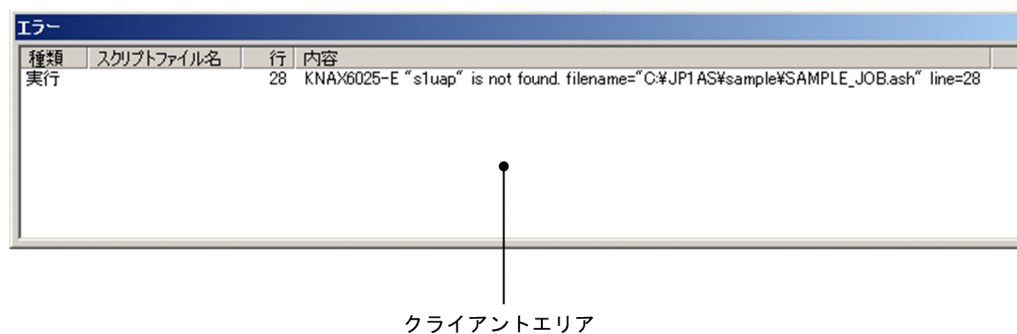 エラー
種類 スクリプトファイル名 行 内容
実行 28 KNAX6025-E "s1uap" is not found. filename="C:¥JP1AS¥sample¥SAMPLE_JOB.ash" line=28
クライアントエリア